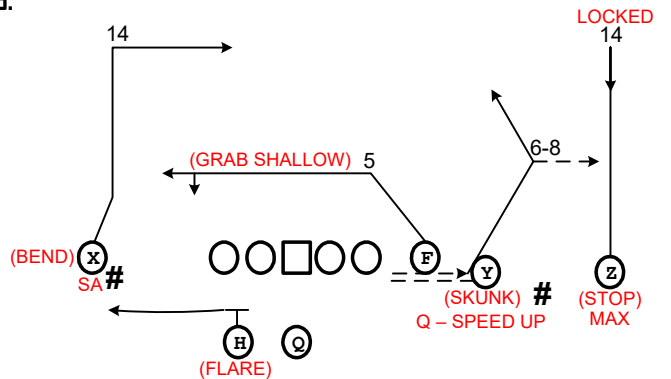 d.
LOCKED
14
14
6-8
(GRAB SHALLOW) 5
(BEND) X
SA #
F
Y
Z
(SKUNK) #
(STOP)
Q – SPEED UP
MAX
H
Q
(FLARE)